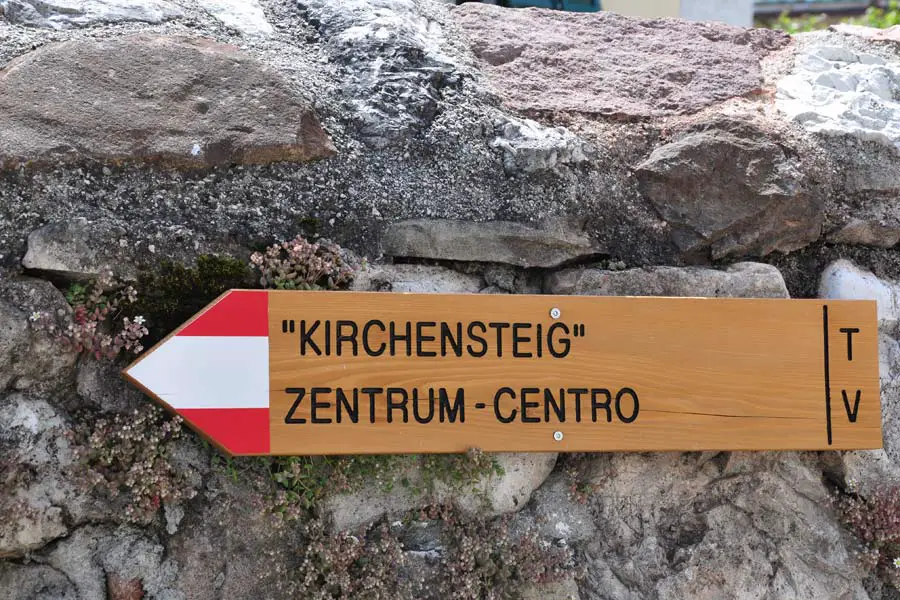 "KIRCHENSTEIG"
ZENTRUM-CENTRO
T
V